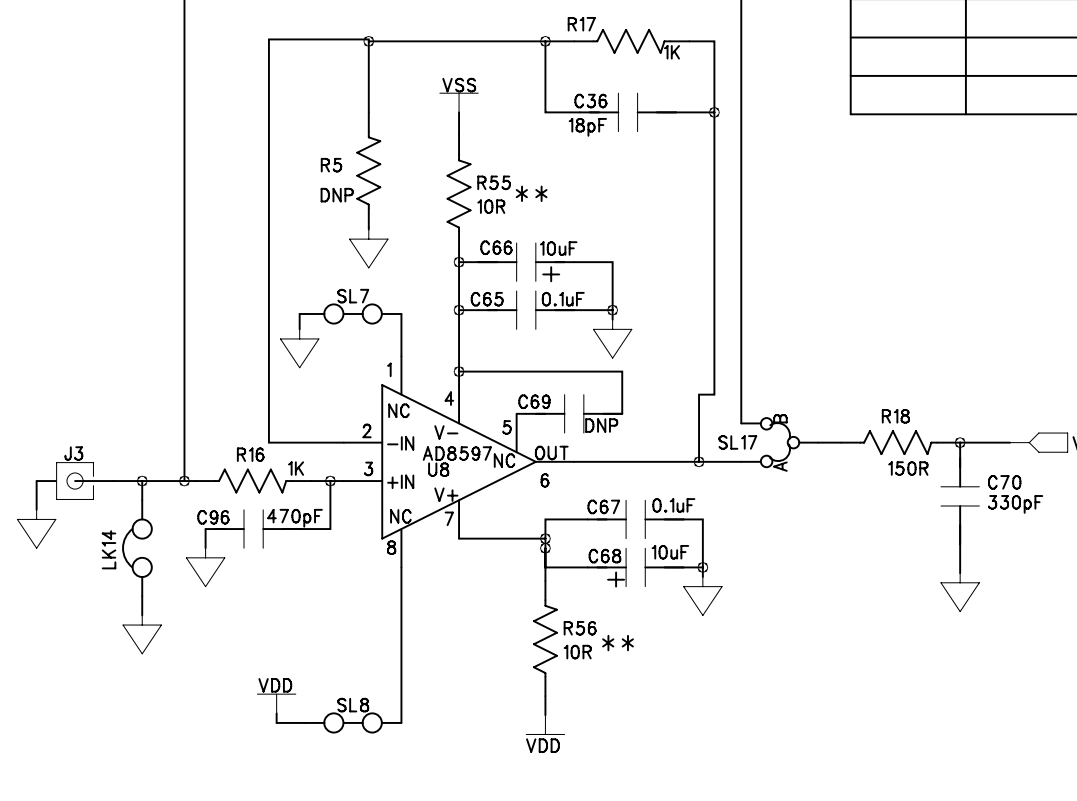 R17
1K
VSS
C36
18pF
R5
DNP
R55
10R **
C66 10uF
+
C65 0.1uF
SL7
1
4
C69
DNP
5
NC
V-
2
-IN
AD8597
NC
OUT
SL17
B
A
R18
150R
J3
R16
1K
3
+IN
U8
6
V+
C70
330pF
C96 470pF
NC
7
C67 0.1uF
LK14
8
C68 10uF
+
R56
10R **
VDD
SL8
VDD